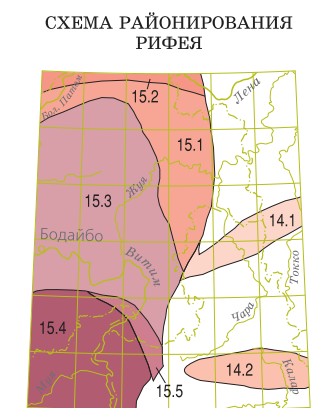 СХЕМА РАЙОНИРОВАНИЯ
РИФЕЯ
Бол. Патом
15.2
Лена
15.1
Жуя
15.3
14.1
Бодайбо
Витим
Токко
Чара
15.4
14.2
Калар
Муя
15.5